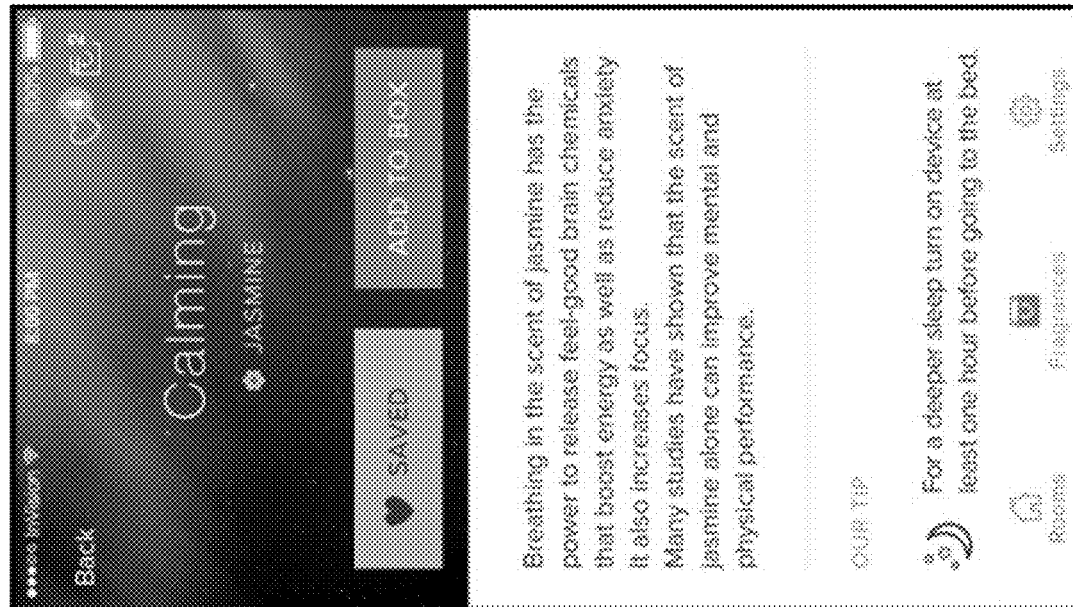 Back
Calming
JASMINE
SAVED
ADD TO BOX
Breathing in the scent of jasmine has the
power to release feel-good brain chemicals
that boost energy as well as reduce anxiety
It also increases focus.
Many studies have shown that the scent of
jasmine alone can improve mental and
physical performance.
OUR TIP
For a deeper sleep turn on device at
least one hour before going to the bed.
Rooms
Fragrances
Settings